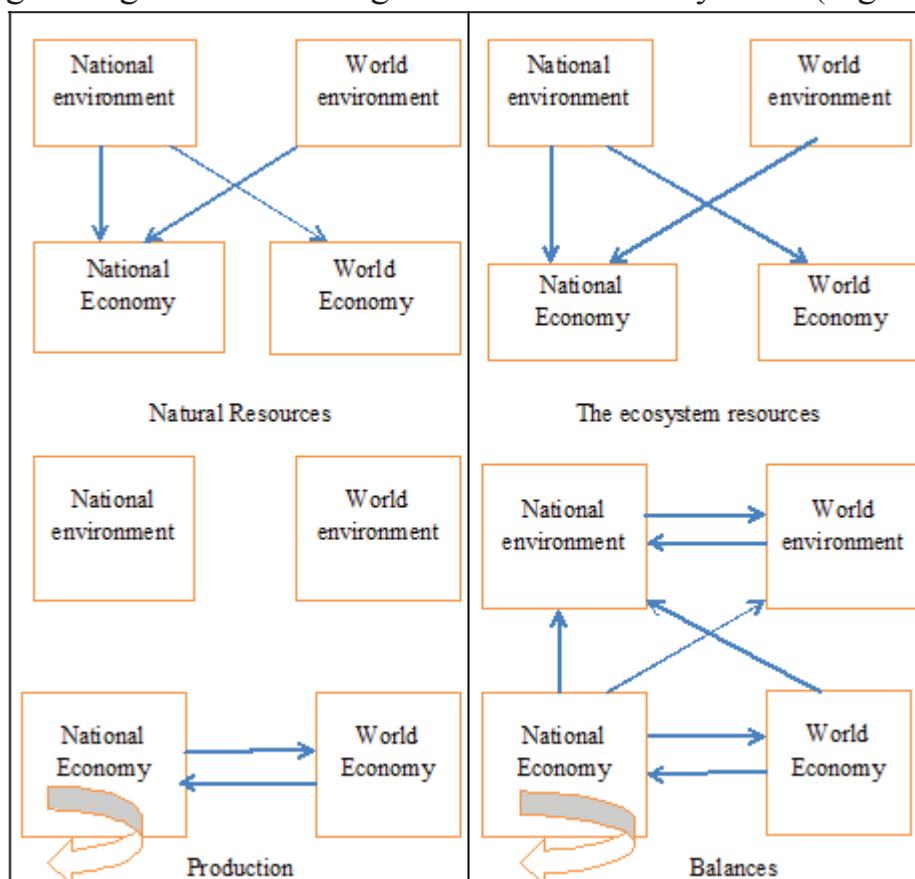 National
environment
World
environment
National
Economy
World
Economy
Natural Resources
National
environment
World
environment
National
Economy
World
Economy
The ecosystem resources
National
environment
World
environment
National
Economy
World
Economy
Production
National
environment
World
environment
National
Economy
World
Economy
Balances